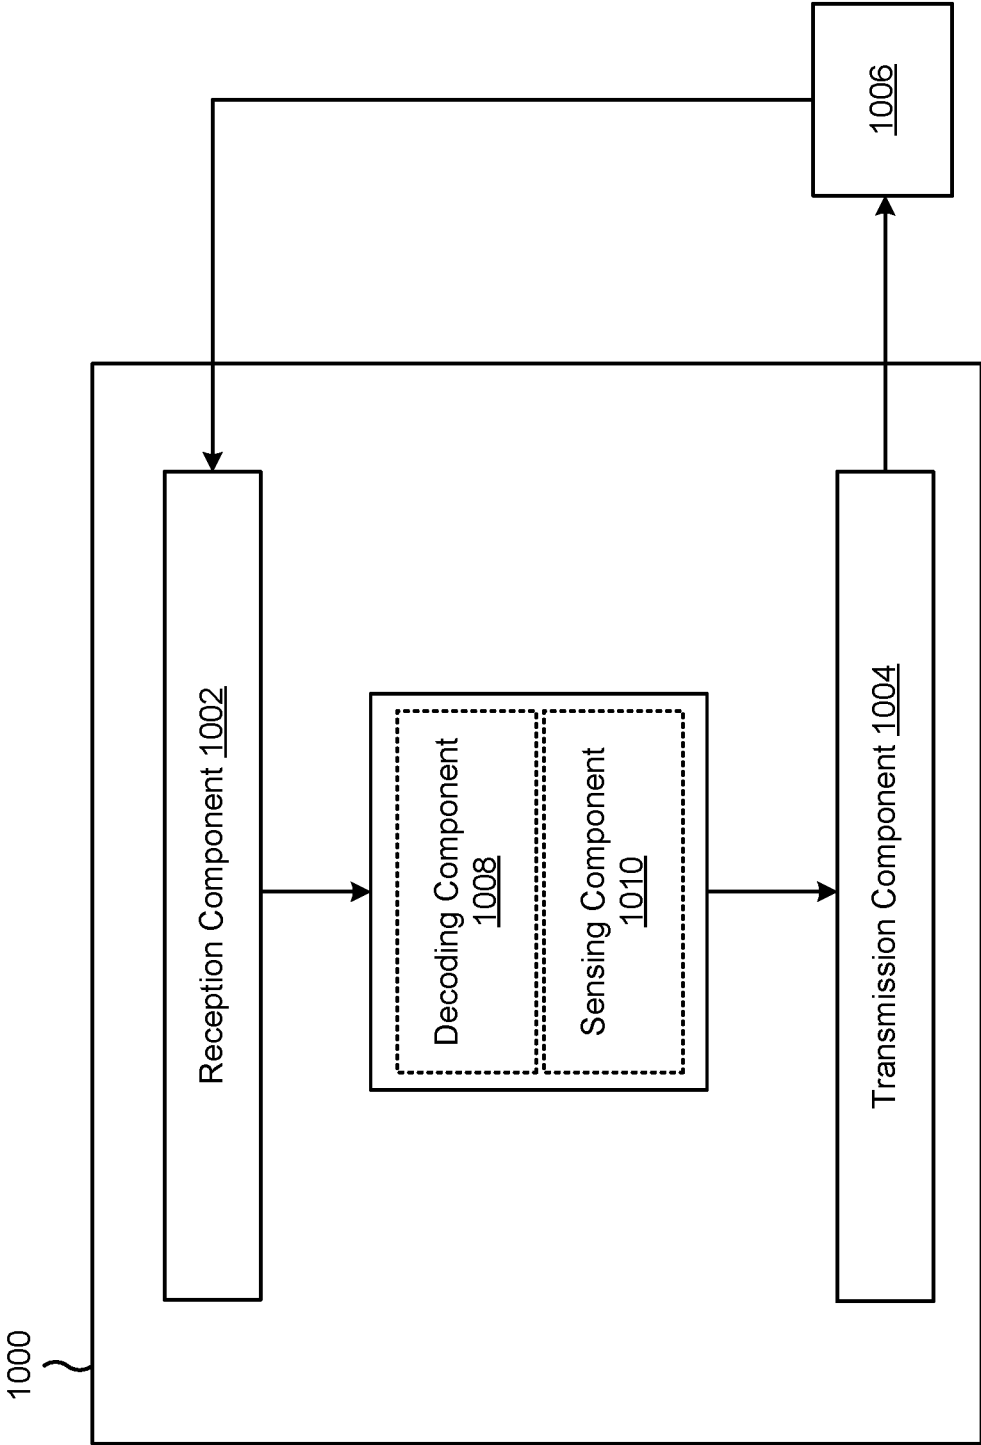 1000
Reception Component 1002
Decoding Component
1008
Sensing Component
1010
Transmission Component 1004
1006